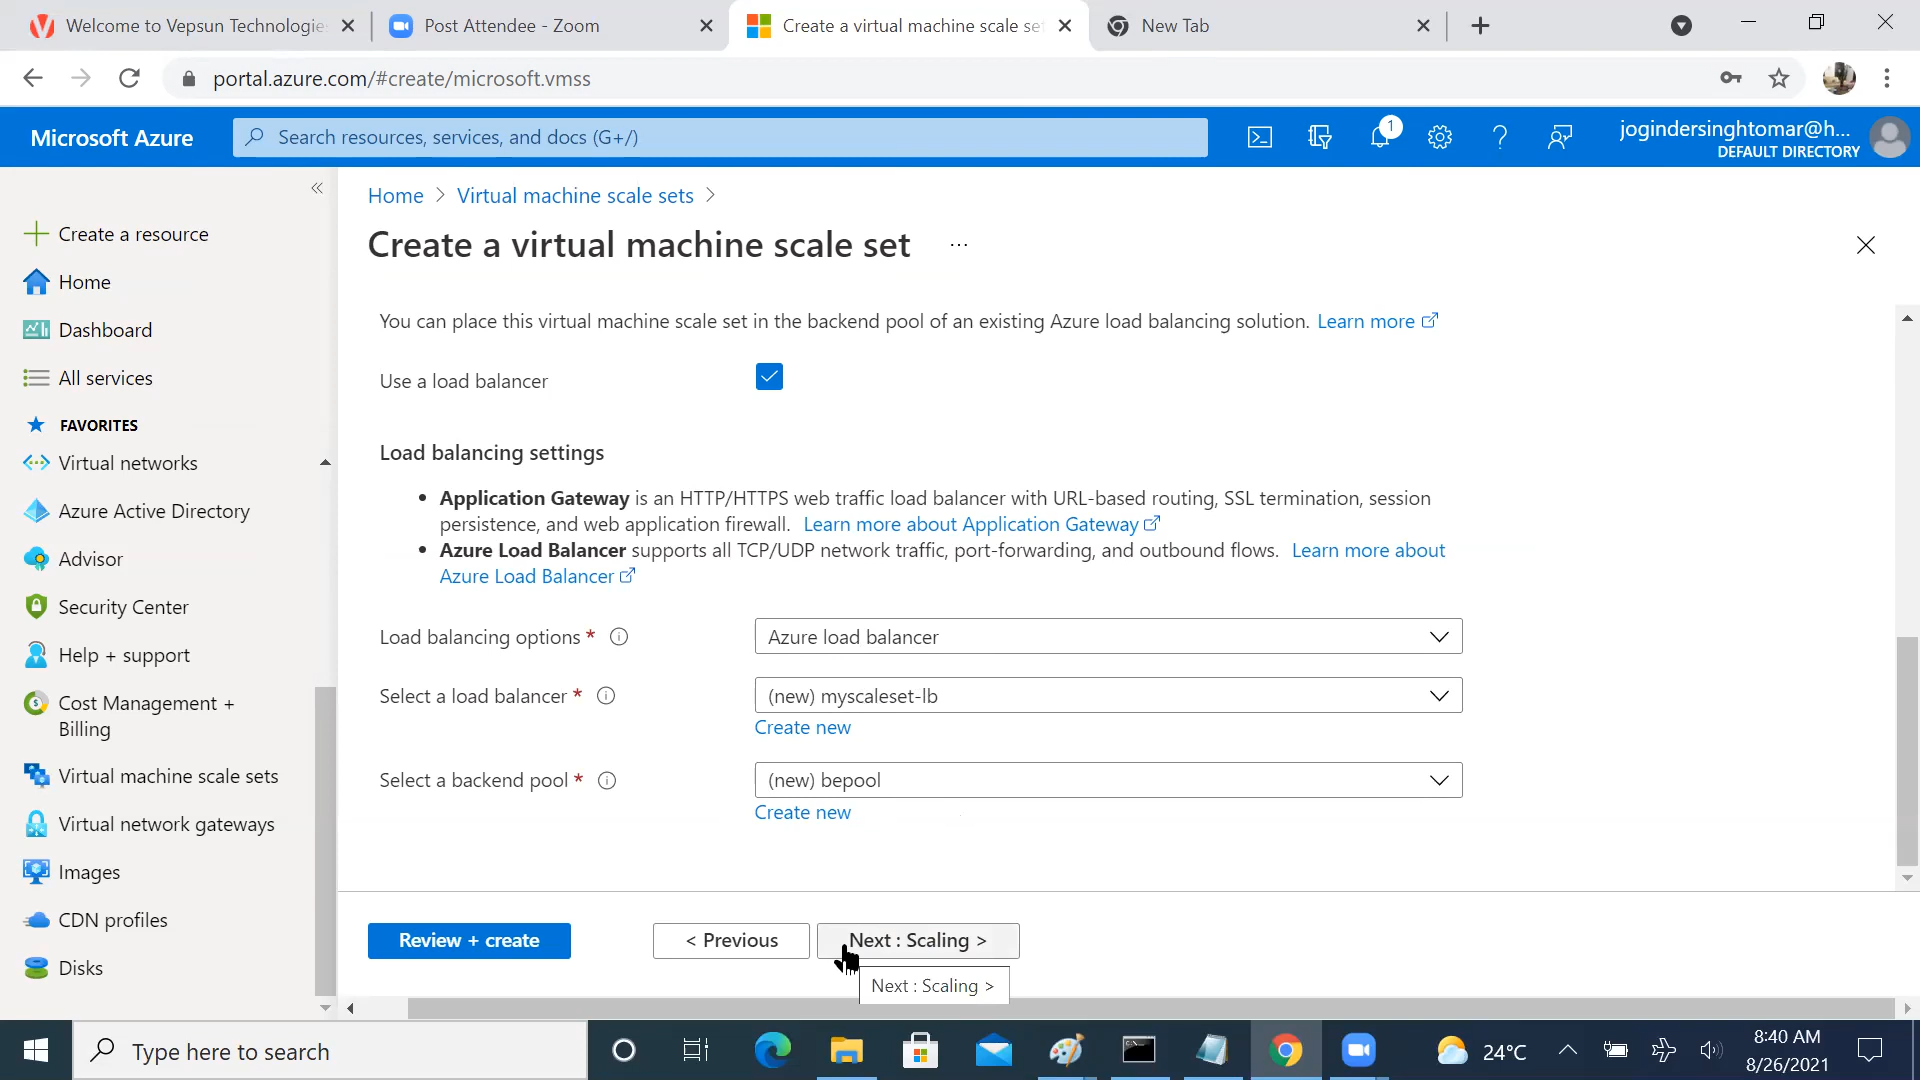 Welcome to Vepsun Technologie
Post Attendee - Zoom
Create a virtual machine scale se
New Tab
portal.azure.com/#create/microsoft.vmss
Microsoft Azure
Search resources, services, and docs (G+/)
1
jogindersinghtomar@h...
DEFAULT DIRECTORY
Create a resource
Home
Dashboard
All services
FAVORITES
Virtual networks
Azure Active Directory
Advisor
Security Center
Help + support
Cost Management +
Billing
Virtual machine scale sets
Virtual network gateways
Images
CDN profiles
Disks
Home > Virtual machine scale sets >
Create a virtual machine scale set ...
You can place this virtual machine scale set in the backend pool of an existing Azure load balancing solution. Learn more
Use a load balancer
Load balancing settings
• Application Gateway is an HTTP/HTTPS web traffic load balancer with URL-based routing, SSL termination, session
persistence, and web application firewall. Learn more about Application Gateway
• Azure Load Balancer supports all TCP/UDP network traffic, port-forwarding, and outbound flows. Learn more about
Azure Load Balancer
Load balancing options * Azure load balancer
Select a load balancer * (new) myscaleset-lb
Create new
Select a backend pool * (new) bepool
Create new
Review + create
< Previous
Next : Scaling >
Next : Scaling >
Type here to search
24°C
8:40 AM
8/26/2021